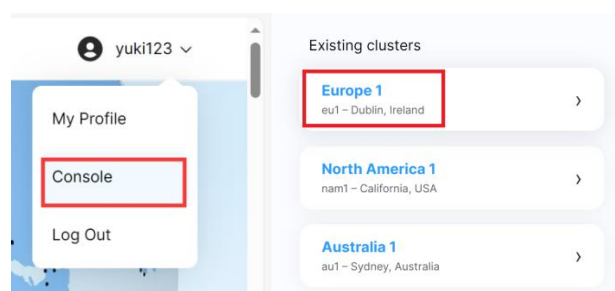 yuki123
My Profile
Console
Log Out
Existing clusters
Europe 1
eu1 – Dublin, Ireland
North America 1
nam1 – California, USA
Australia 1
au1 – Sydney, Australia